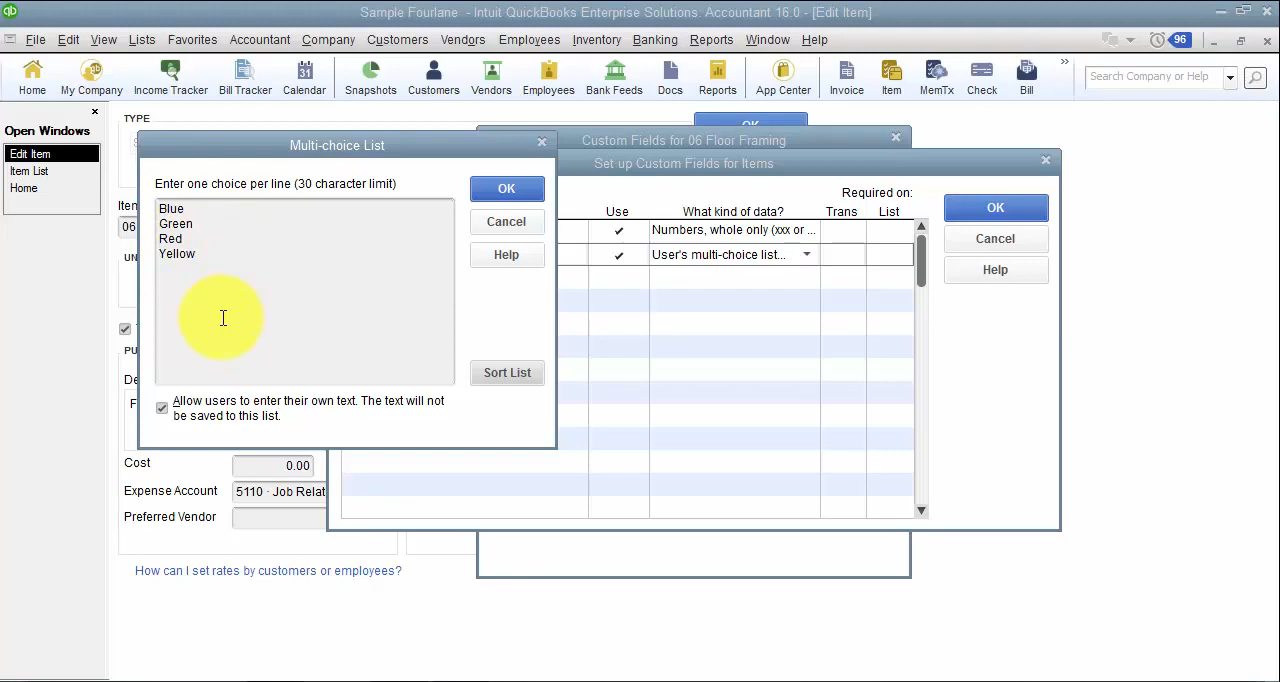 Sample Fourlane - Intuit QuickBooks Enterprise Solutions: Accountant 16.0 - [Edit Item]
File Edit View Lists Favorites Accountant Company Customers Vendors Employees Inventory Banking Reports Window Help
96
Home My Company Income Tracker Bill Tracker Calendar Snapshots Customers Vendors Employees Bank Feeds Docs Reports App Center Invoice Item MemTx Check Bill
Search Company or Help
Open Windows
Edit Item
Item List
Home
TYPE
OK
Custom Fields for 06 Floor Framing
Set up Custom Fields for Items
Required on:
Use What kind of data? Trans List
Numbers, whole only (xxx or ...
User's multi-choice list...
OK
Cancel
Help
Multi-choice List
Enter one choice per line (30 character limit)
Blue
Green
Red
Yellow
OK
Cancel
Help
Sort List
Allow users to enter their own text. The text will not
be saved to this list.
06
Cost 0.00
Expense Account 5110 · Job Relat
Preferred Vendor
How can I set rates by customers or employees?